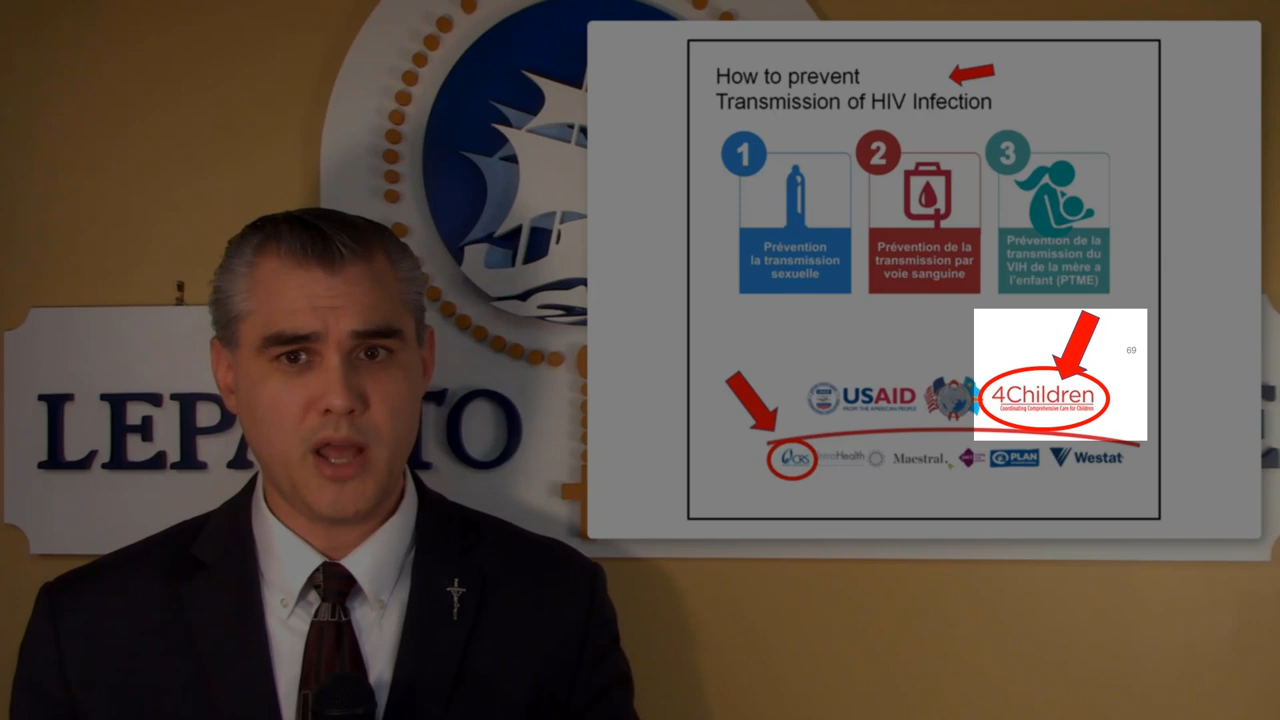 How to prevent
Transmission of HIV Infection
1
2
3
Prévention
la transmission
sexuelle
Prévention de la
transmission par
voie sanguine
Prévention de la
transmission du
VIH de la mère a
l'enfant (PTME)
69
USAID
FROM THE AMERICAN PEOPLE
4Children
Coordinating Comprehensive Care for Children
CRS
Health
Maestral.
PLAN
Westat
LEPANTO